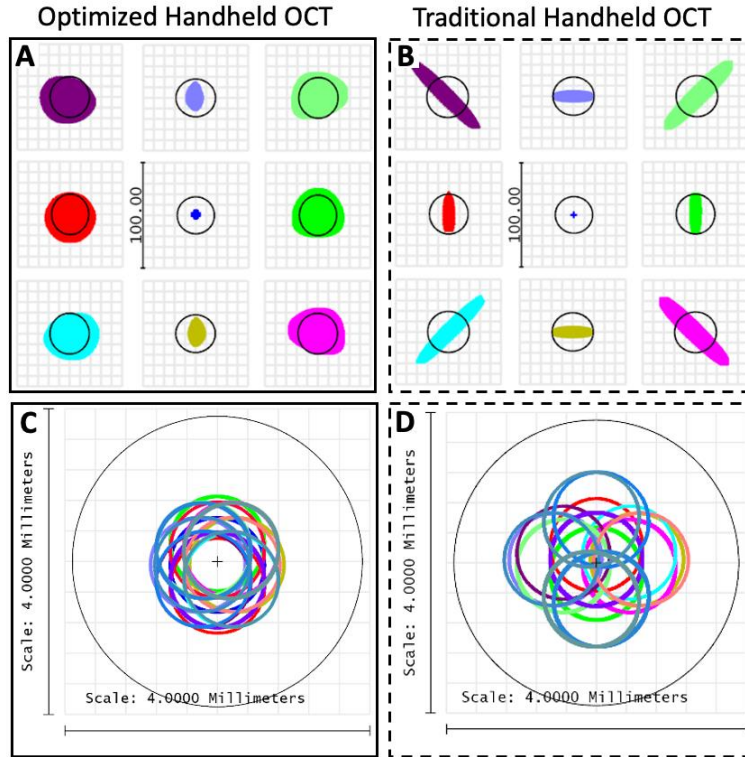 Optimized Handheld OCT
Traditional Handheld OCT
A
B
100.00
100.00
C
D
Scale: 4.0000 Millimeters
Scale: 4.0000 Millimeters
Scale: 4.0000 Millimeters
Scale: 4.0000 Millimeters